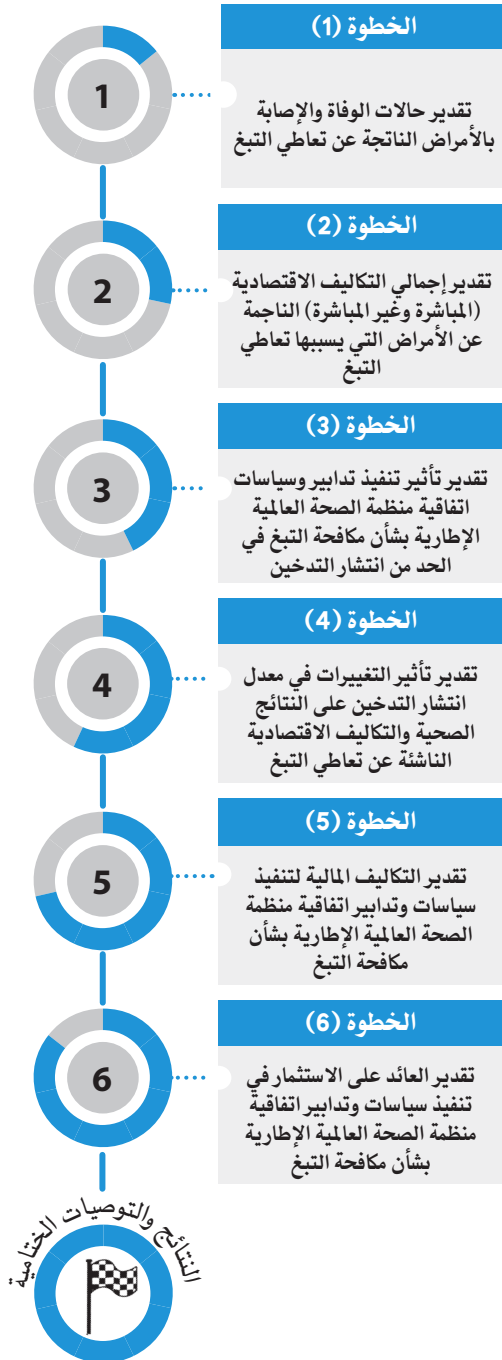 الخطوة (1)
1
تقدير حالات الوفاة والإصابة
بالأمراض الناتجة عن تعاطي التبغ
الخطوة (2)
2
تقدير إجمالي التكاليف الاقتصادية
(المباشرة وغير المباشرة) الناجمة
عن الأمراض التي يسببها تعاطي
التبغ
الخطوة (3)
3
تقدير تأثير تنفيذ تدابير وسياسات
اتفاقية منظمة الصحة العالمية
الإطارية بشأن مكافحة التبغ في
الحد من انتشار التدخين
الخطوة (4)
4
تقدير تأثير التغييرات في معدل
انتشار التدخين على النتائج
الصحية والتكاليف الاقتصادية
الناشئة عن تعاطي التبغ
الخطوة (5)
5
تقدير التكاليف المالية لتنفيذ
سياسات وتدابير اتفاقية منظمة
الصحة العالمية الإطارية بشأن
مكافحة التبغ
الخطوة (6)
6
تقدير العائد على الاستثمار في
تنفيذ سياسات وتدابير اتفاقية
منظمة الصحة العالمية الإطارية
بشأن مكافحة التبغ
النتائج والتوصيات الختامية